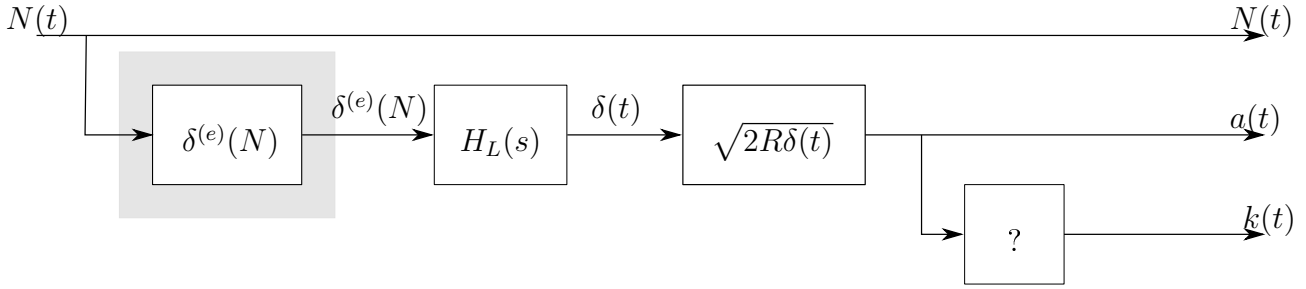 N(t) N(t)
δ^{(e)}(N) δ^{(e)}(N) H_L(s) δ(t) √(2Rδ(t)) a(t)
? k(t)